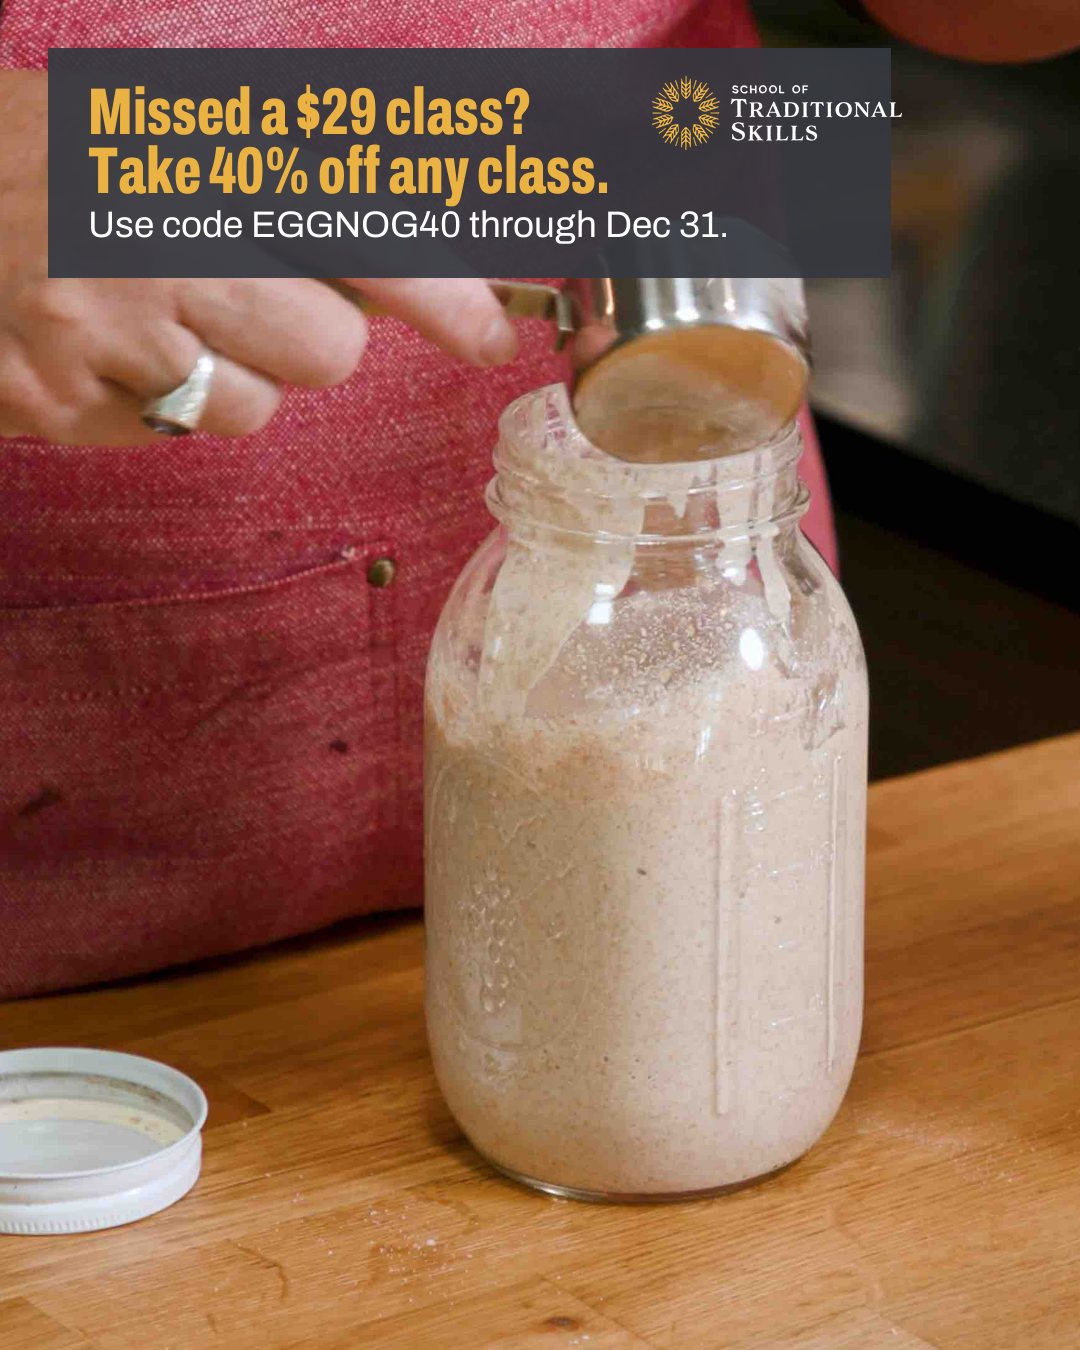 Missed a $29 class?
Take 40% off any class.
Use code EGGNOG40 through Dec 31.
SCHOOL OF
TRADITIONAL
SKILLS